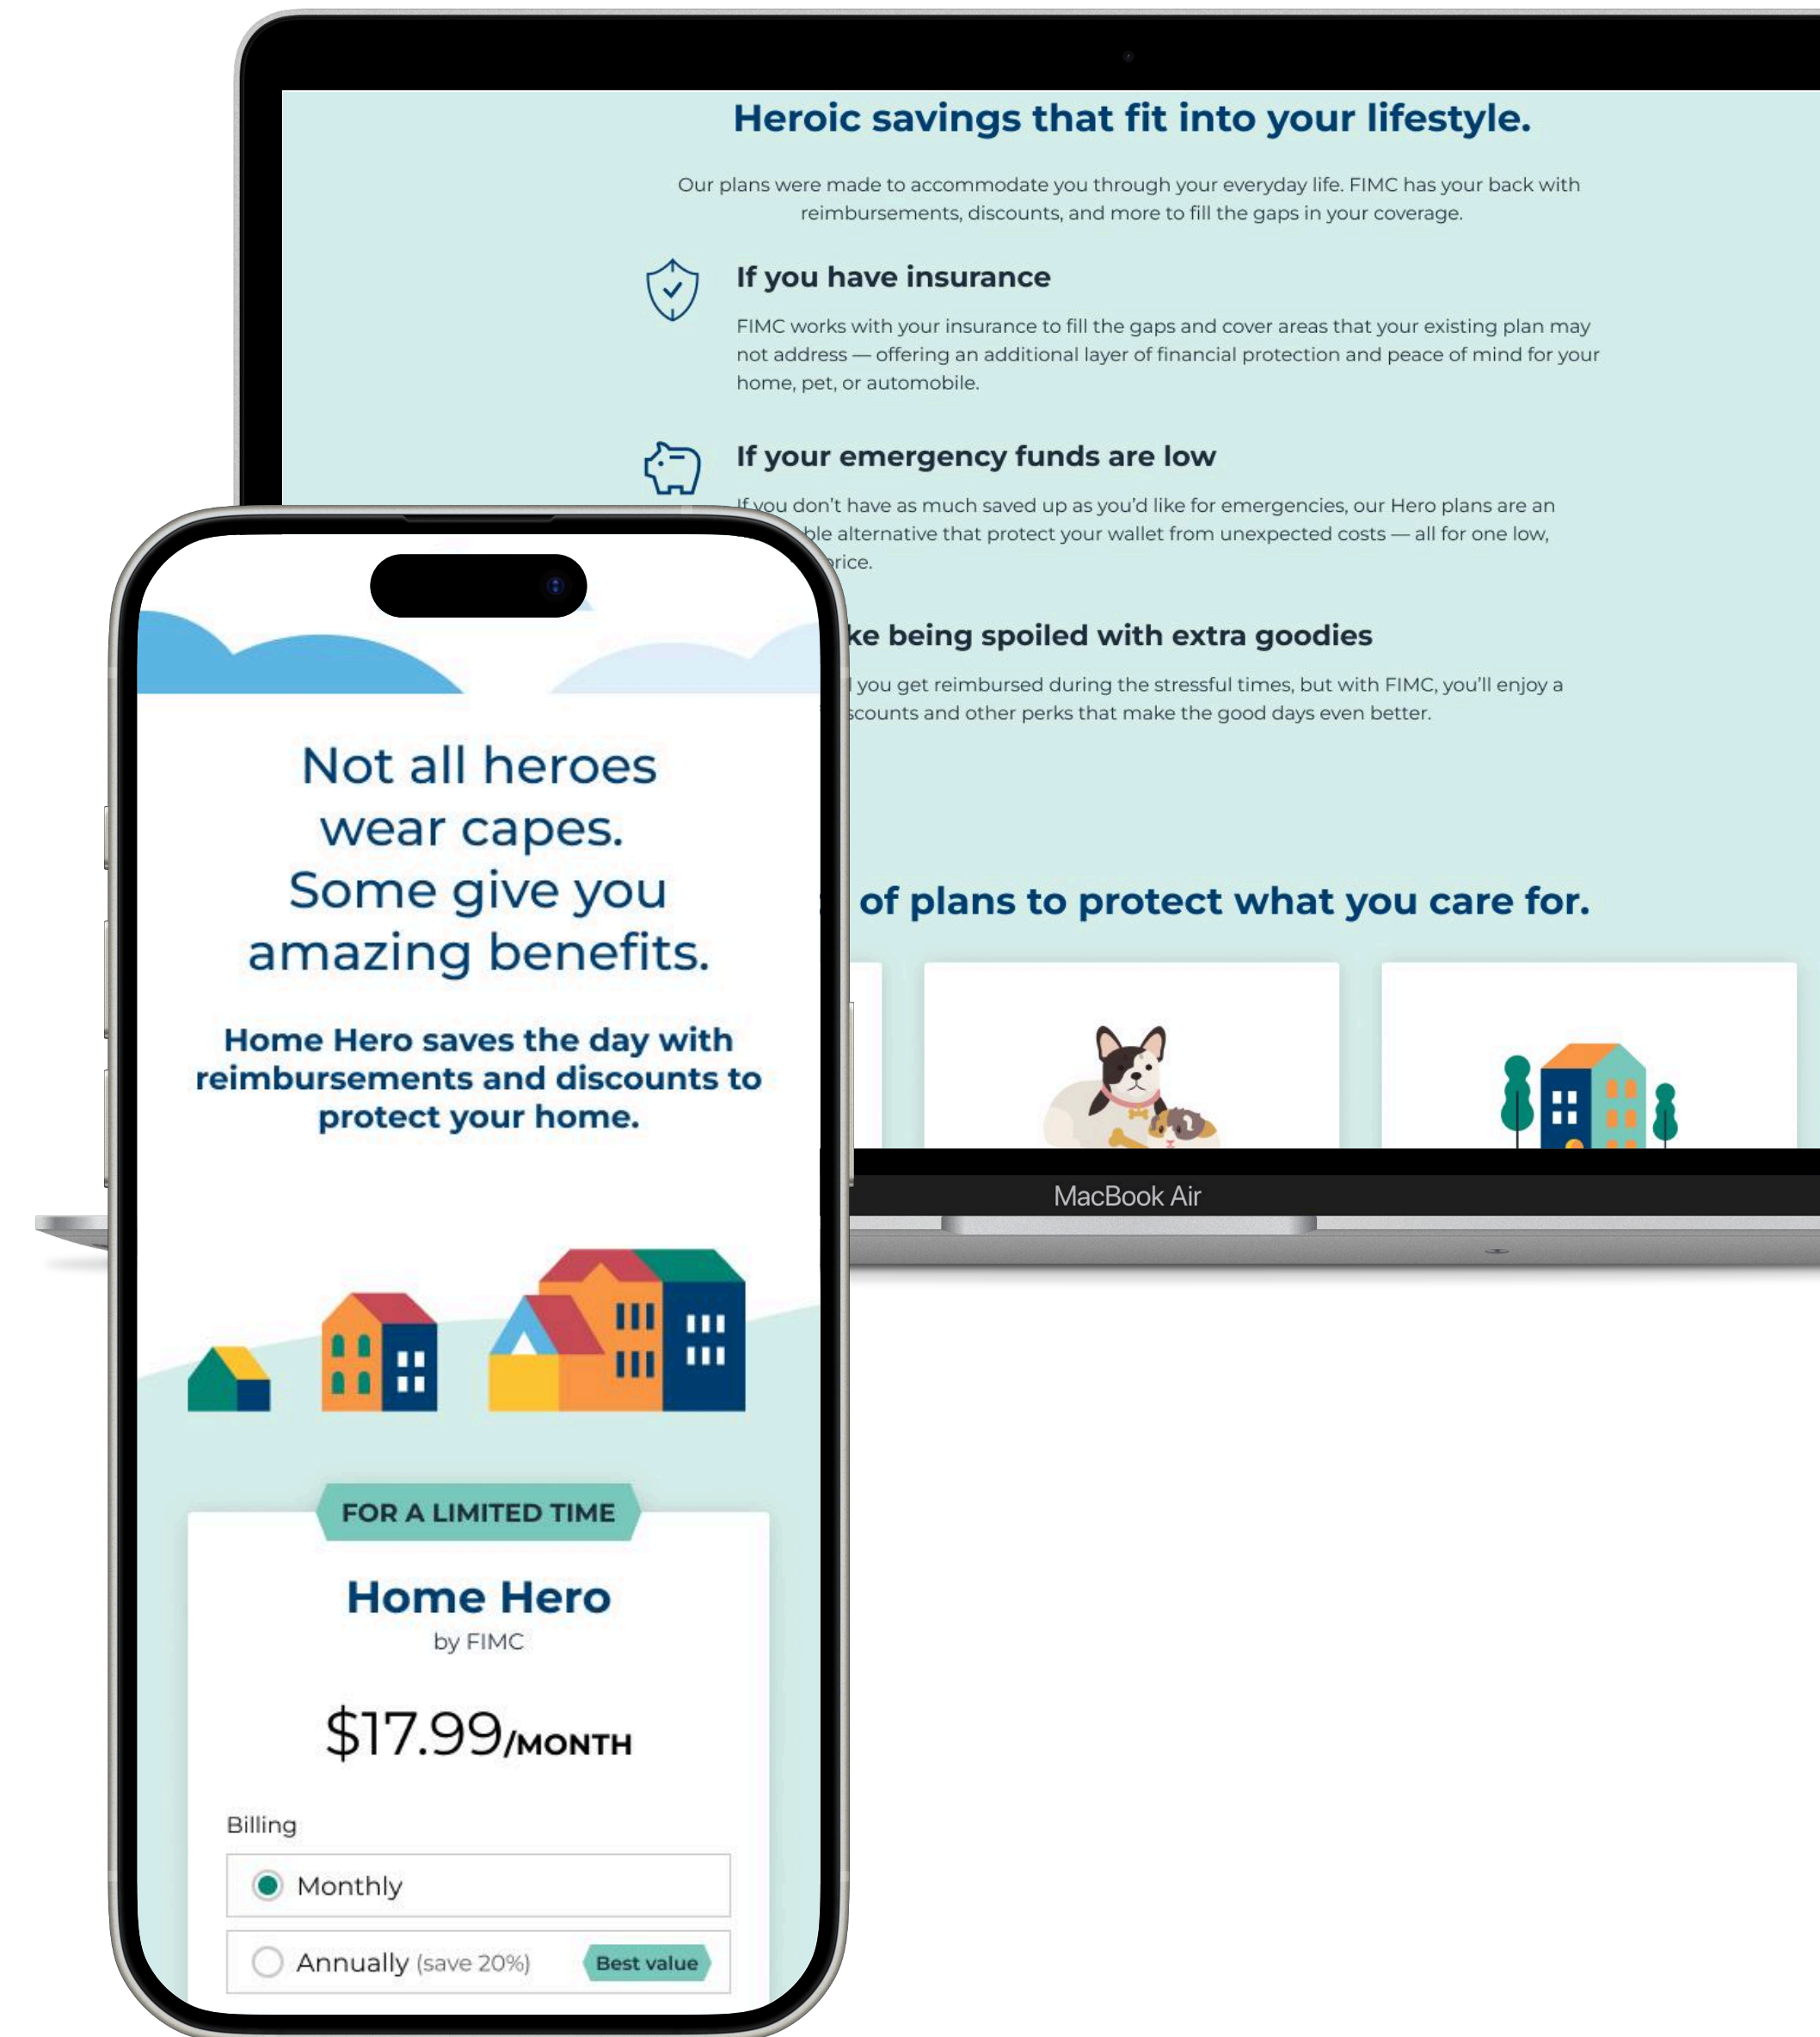 Heroic savings that fit into your lifestyle.
Our plans were made to accommodate you through your everyday life. FIMC has your back with
reimbursements, discounts, and more to fill the gaps in your coverage.
If you have insurance
FIMC works with your insurance to fill the gaps and cover areas that your existing plan may
not address — offering an additional layer of financial protection and peace of mind for your
home, pet, or automobile.
If your emergency funds are low
If you don’t have as much saved up as you’d like for emergencies, our Hero plans are an
alternative that protect your wallet from unexpected costs — all for one low,
price.
being spoiled with extra goodies
you get reimbursed during the stressful times, but with FIMC, you’ll enjoy a
and other perks that make the good days even better.
of plans to protect what you care for.
MacBook Air
Not all heroes
wear capes.
Some give you
amazing benefits.
Home Hero saves the day with
reimbursements and discounts to
protect your home.
FOR A LIMITED TIME
Home Hero
by FIMC
$17.99/MONTH
Billing
Monthly
Annually (save 20%)
Best value